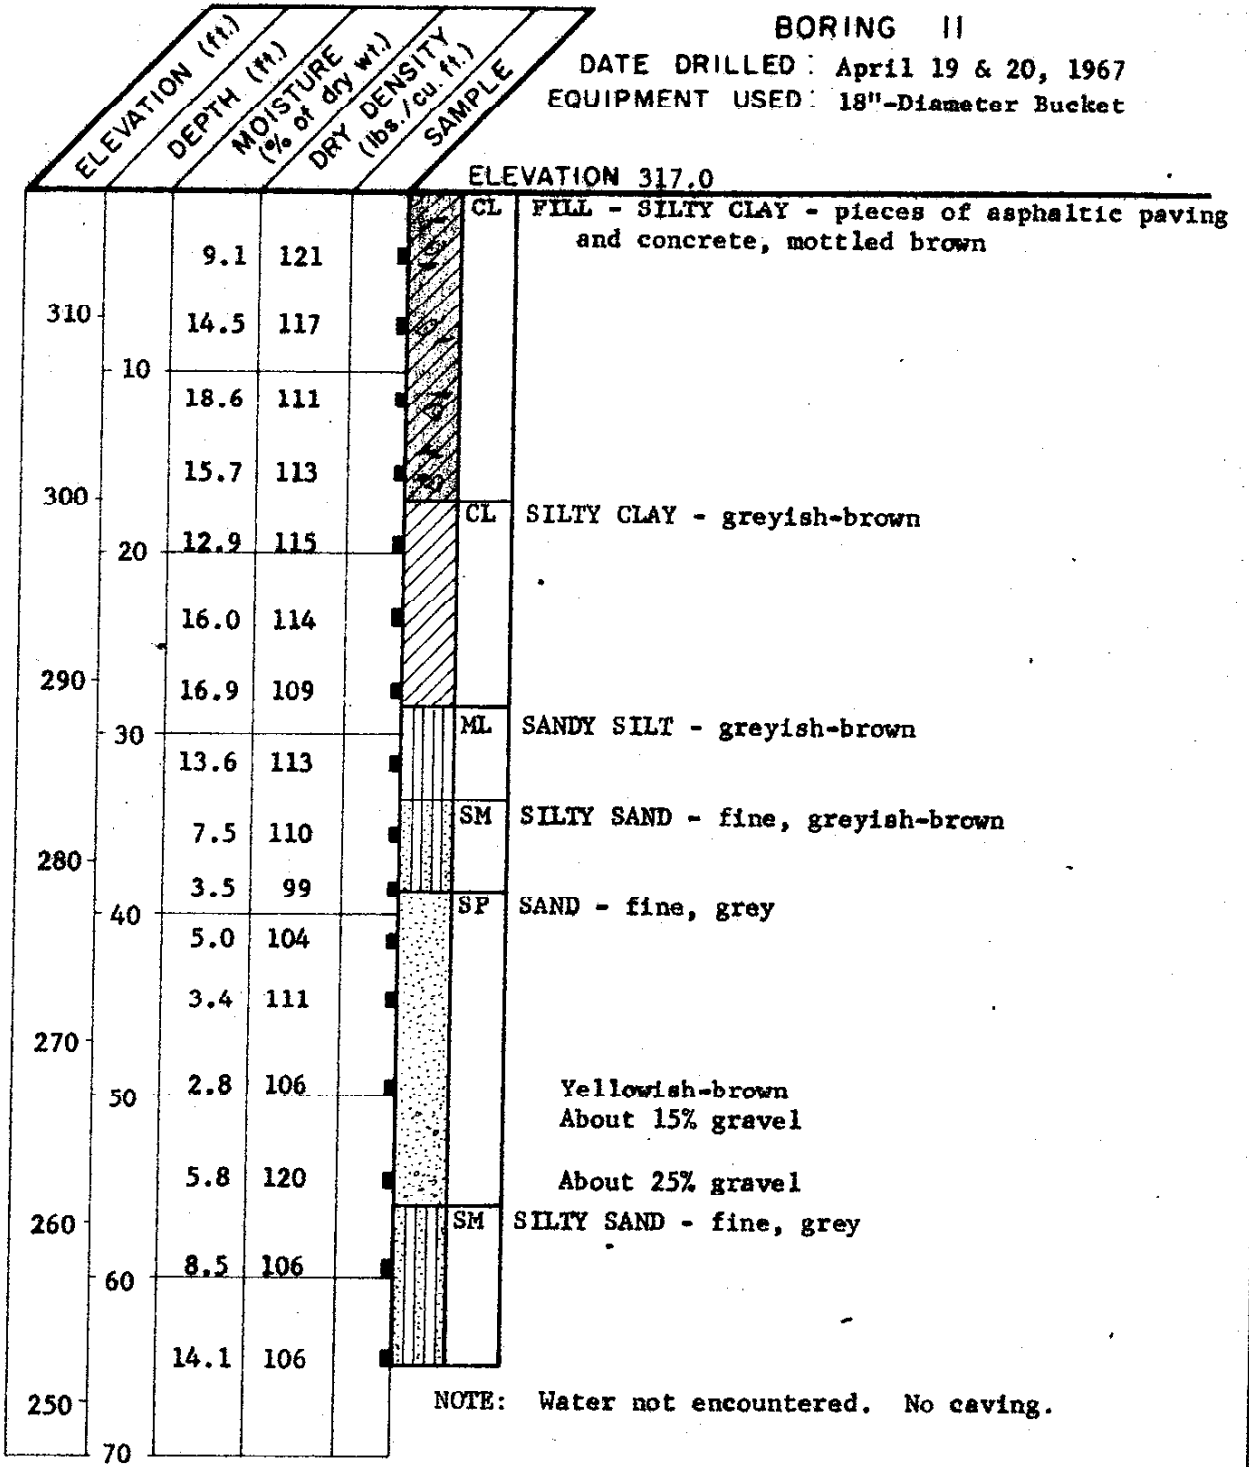 BORING 11
DATE DRILLED: April 19 & 20, 1967
EQUIPMENT USED: 18"-Diameter Bucket
ELEVATION (ft.)
DEPTH (ft.)
MOISTURE
(% of dry wt.)
DRY DENSITY
(lbs./cu. ft.)
SAMPLE
ELEVATION 317.0
CL FILL - SILTY CLAY - pieces of asphaltic paving
and concrete, mottled brown
9.1 121
310 14.5 117
10
18.6 111
15.7 113
300
CL SILTY CLAY - greyish-brown
20 12.9 115
16.0 114
290 16.9 109
ML SANDY SILT - greyish-brown
30
13.6 113
SM SILTY SAND - fine, greyish-brown
7.5 110
280
3.5 99
SP SAND - fine, grey
40
5.0 104
3.4 111
270
2.8 106 Yellowish-brown
50
About 15% gravel
5.8 120 About 25% gravel
260 SM SILTY SAND - fine, grey
8.5 106
60
14.1 106
250 NOTE: Water not encountered. No caving.
70